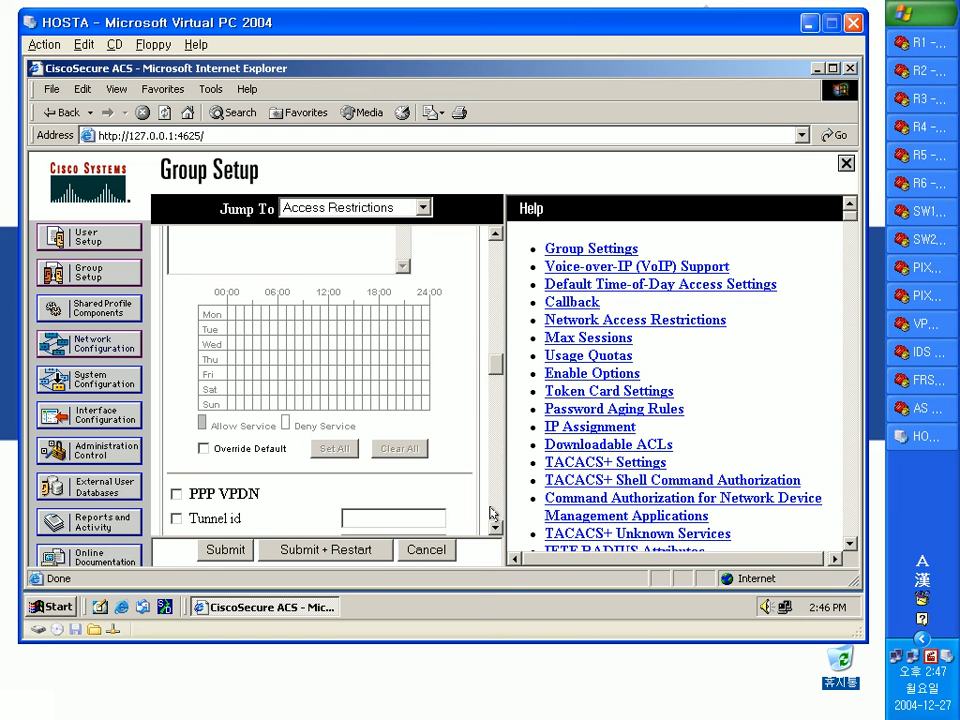 HOSTA - Microsoft Virtual PC 2004
Action Edit CD Floppy Help
CiscoSecure ACS - Microsoft Internet Explorer
File Edit View Favorites Tools Help
Back Search Favorites Media
Address http://127.0.0.1:4625/ Go
CISCO SYSTEMS
Group Setup
Jump To Access Restrictions
Help
User Setup
Group Setup
Shared Profile Components
Network Configuration
System Configuration
Interface Configuration
Administration Control
External User Databases
Reports and Activity
Online Documentation
00:00 06:00 12:00 18:00 24:00
Mon
Tue
Wed
Thu
Fri
Sat
Sun
Allow Service Deny Service
Override Default Set All Clear All
PPP VPDN
Tunnel id
Submit Submit + Restart Cancel
Group Settings
Voice-over-IP (VoIP) Support
Default Time-of-Day Access Settings
Callback
Network Access Restrictions
Max Sessions
Usage Quotas
Enable Options
Token Card Settings
Password Aging Rules
IP Assignment
Downloadable ACLs
TACACS+ Settings
TACACS+ Shell Command Authorization
Command Authorization for Network Device
Management Applications
TACACS+ Unknown Services
IETF RADIUS Attributes
Done Internet
Start CiscoSecure ACS - Mic... 2:46 PM
R1 -...
R2 -...
R3 -...
R4 -...
R5 -...
R6 -...
SW1...
SW2...
PIX...
PIX...
VP...
IDS ...
FRS...
AS ...
HO...
A
漢
휴지통
오후 2:47
월요일
2004-12-27